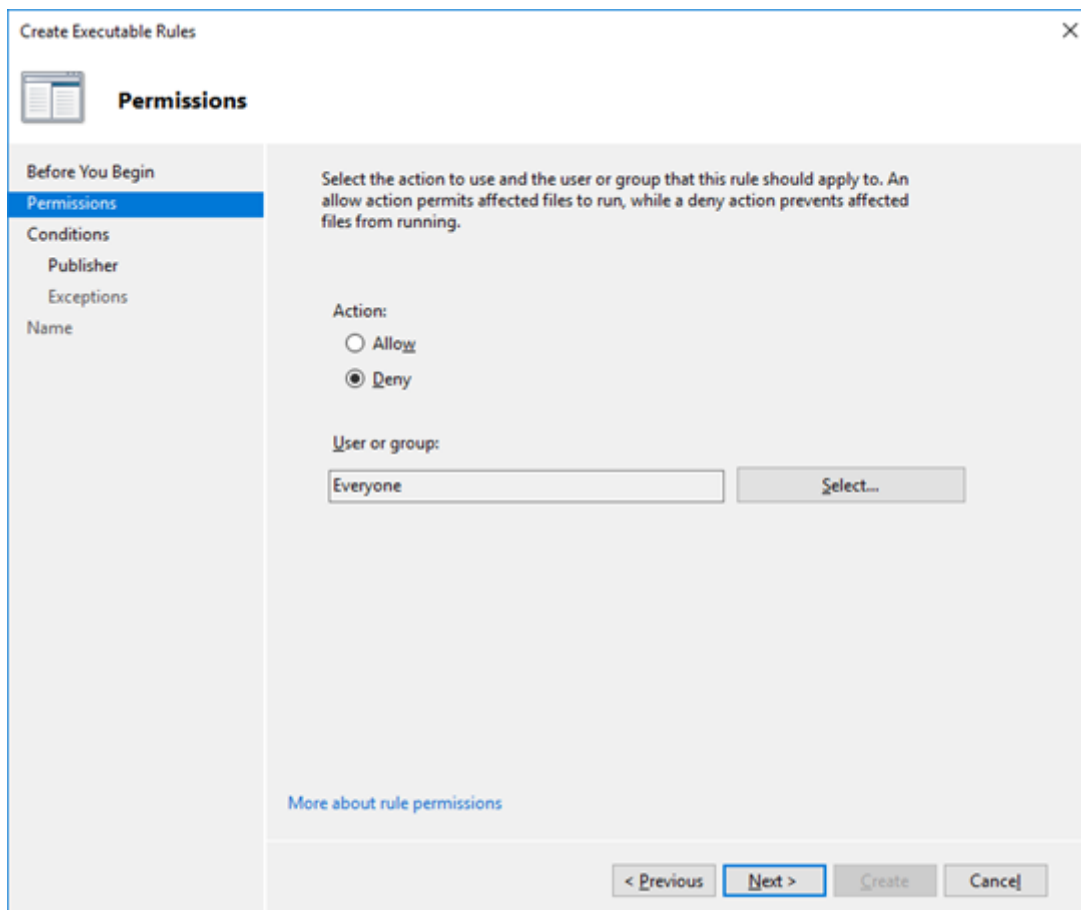 Create Executable Rules
Permissions
Before You Begin
Permissions
Conditions
Publisher
Exceptions
Name
Select the action to use and the user or group that this rule should apply to. An
allow action permits affected files to run, while a deny action prevents affected
files from running.
Action:
Allow
Deny
User or group:
Everyone
Select...
More about rule permissions
< Previous
Next >
Create
Cancel